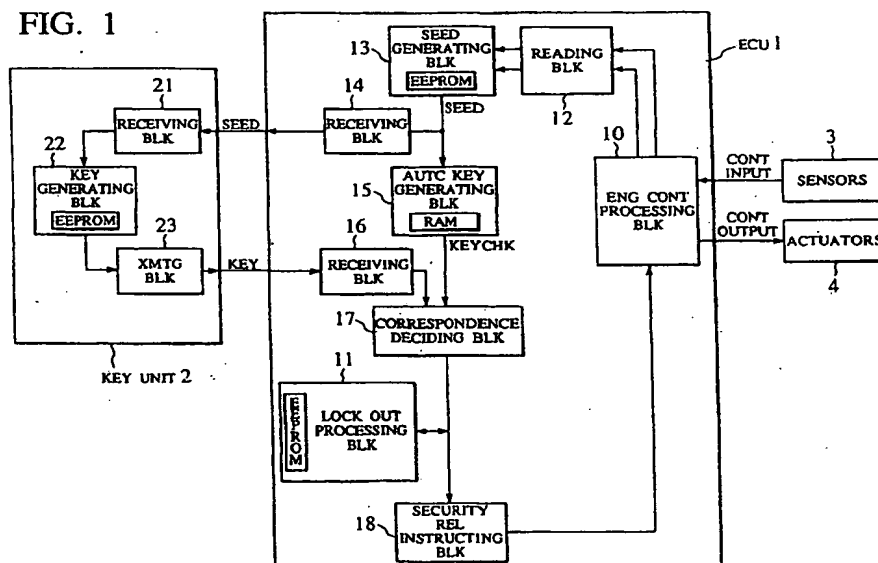 FIG. 1
13
SEED
GENERATING
BLK
EEPROM
SEED
READING
BLK
12
ECU 1
21
RECEIVING
BLK
SEED
14
RECEIVING
BLK
22
KEY
GENERATING
BLK
EEPROM
23
XMTG
BLK
KEY
KEY UNIT 2
15
AUTC KEY
GENERATING
BLK
RAM
KEYCHK
16
RECEIVING
BLK
17
CORRESPONDENCE
DECIDING BLK
11
EEPROM
LOCK OUT
PROCESSING
BLK
18
SECURITY
REL
INSTRUCTING
BLK
10
ENG CONT
PROCESSING
BLK
CONT
INPUT
3
SENSORS
CONT
OUTPUT
ACTUATORS
4